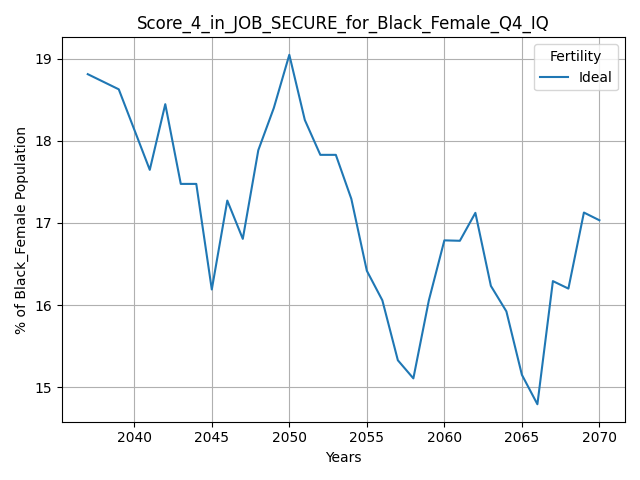 Score_4_in_JOB_SECURE_for_Black_Female_Q4_IQ
Fertility
Ideal
% of Black_Female Population
19
18
17
16
15
2040
2045
2050
2055
2060
2065
2070
Years